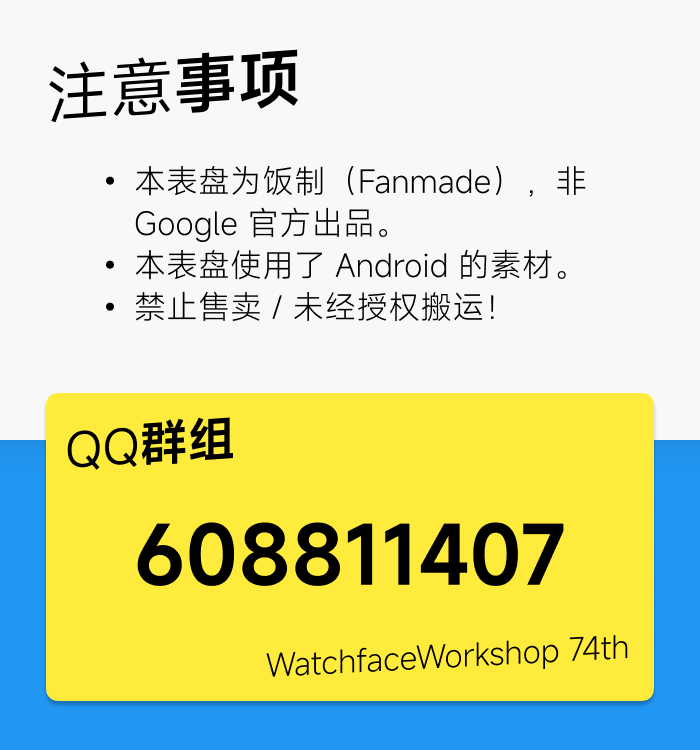 注意事项
• 本表盘为饭制（Fanmade），非
Google 官方出品。
• 本表盘使用了 Android 的素材。
• 禁止售卖 / 未经授权搬运！
QQ群组
608811407
WatchfaceWorkshop 74th